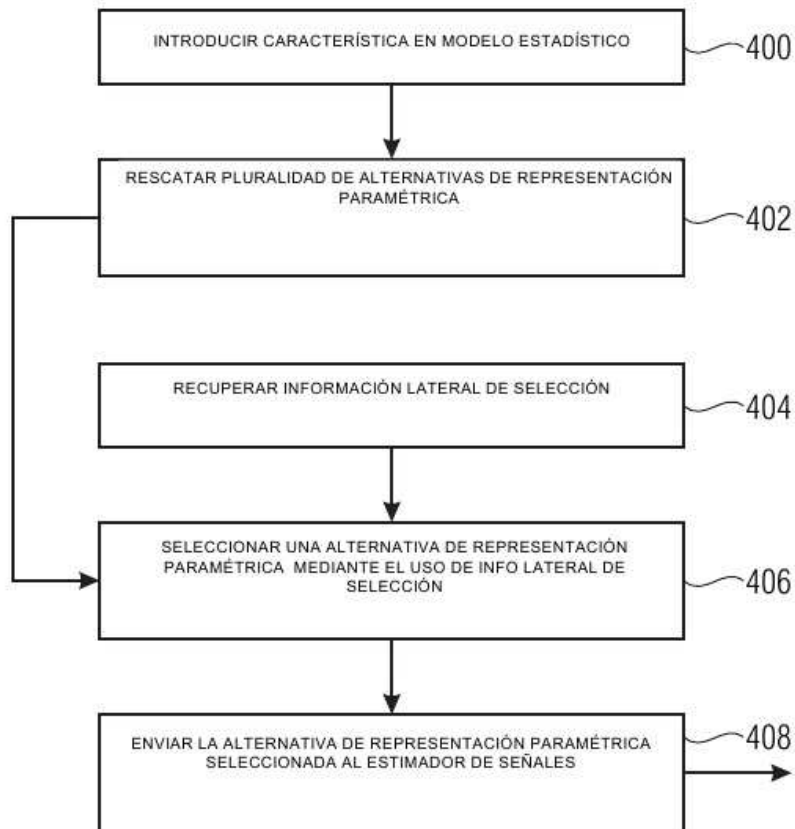 INTRODUCIR CARACTERÍSTICA EN MODELO ESTADÍSTICO
400
RESCATAR PLURALIDAD DE ALTERNATIVAS DE REPRESENTACIÓN
PARAMÉTRICA
402
RECUPERAR INFORMACIÓN LATERAL DE SELECCIÓN
404
SELECCIONAR UNA ALTERNATIVA DE REPRESENTACIÓN
PARAMÉTRICA MEDIANTE EL USO DE INFO LATERAL DE
SELECCIÓN
406
ENVIAR LA ALTERNATIVA DE REPRESENTACIÓN PARAMÉTRICA
SELECCIONADA AL ESTIMADOR DE SEÑALES
408